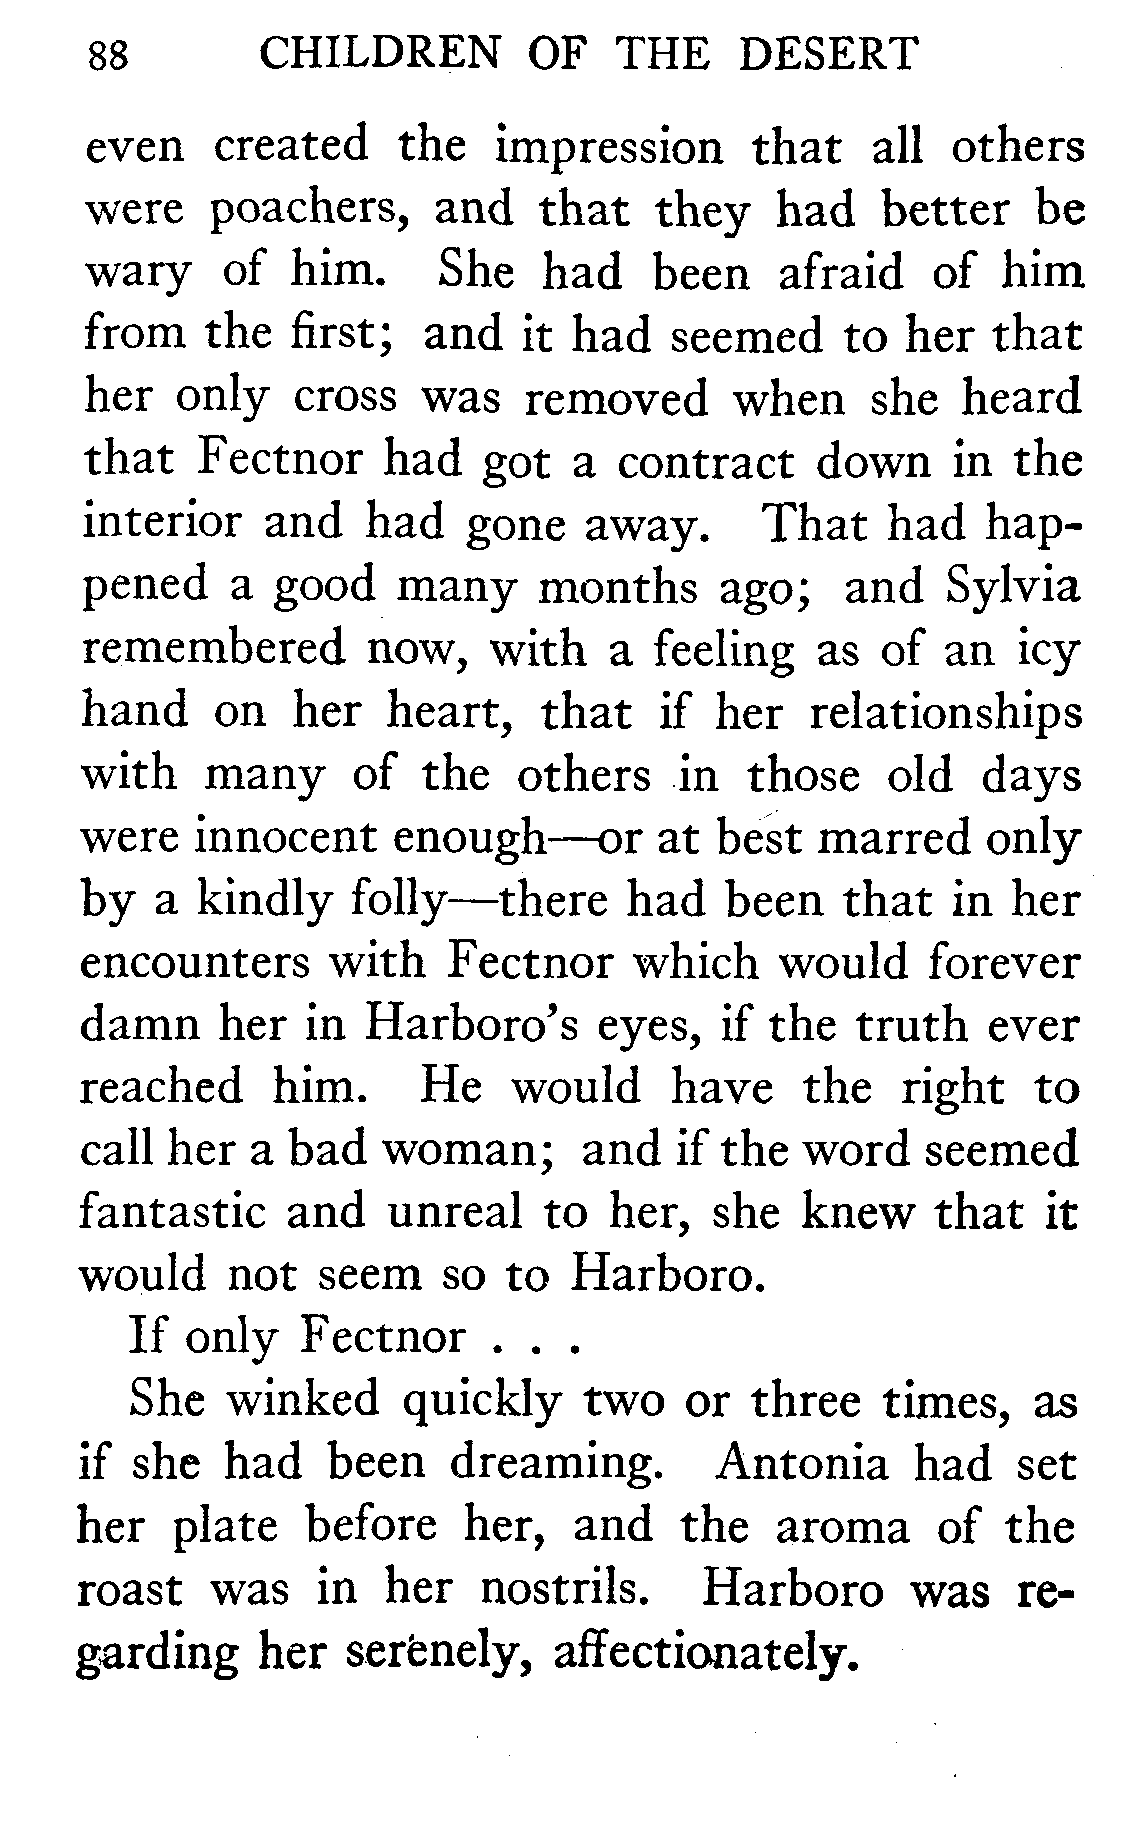 88 CHILDREN OF THE DESERT
even created the impression that all others
were poachers, and that they had better be
wary of him. She had been afraid of him
from the first; and it had seemed to her that
her only cross was removed when she heard
that Fectnor had got a contract down in the
interior and had gone away. That had hap-
pened a good many months ago; and Sylvia
remembered now, with a feeling as of an icy
hand on her heart, that if her relationships
with many of the others in those old days
were innocent enough—or at best marred only
by a kindly folly—there had been that in her
encounters with Fectnor which would forever
damn her in Harboro's eyes, if the truth ever
reached him. He would have the right to
call her a bad woman; and if the word seemed
fantastic and unreal to her, she knew that it
would not seem so to Harboro.
If only Fectnor . . .
She winked quickly two or three times, as
if she had been dreaming. Antonia had set
her plate before her, and the aroma of the
roast was in her nostrils. Harboro was re-
garding her serenely, affectionately.